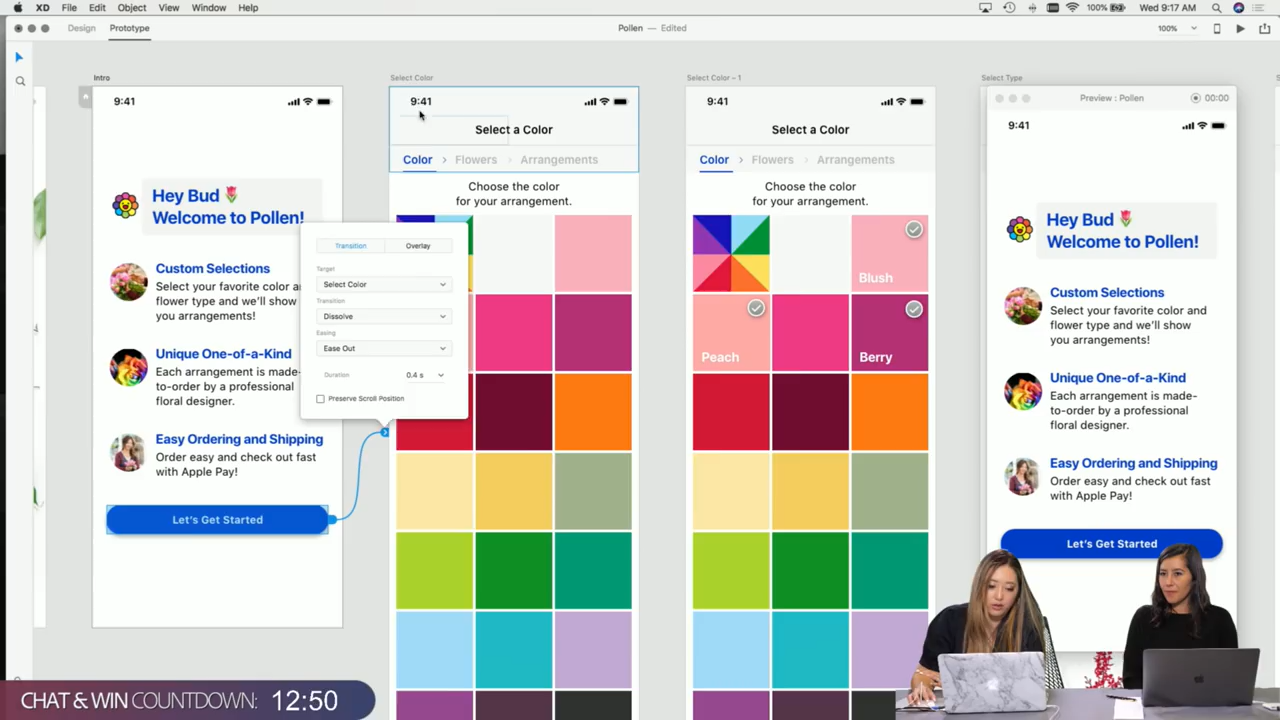 XD File Edit Object View Window Help
100% Wed 9:17 AM
Design Prototype
Pollen — Edited
100%
Intro
9:41
Hey Bud
Welcome to Pollen!
Custom Selections
Select your favorite color and
flower type and we'll show
you arrangements!
Unique One-of-a-Kind
Each arrangement is made-
to-order by a professional
floral designer.
Easy Ordering and Shipping
Order easy and check out fast
with Apple Pay!
Let's Get Started
Transition Overlay
Target
Select Color
Transition
Dissolve
Easing
Ease Out
Duration 0.4 s
Preserve Scroll Position
Select Color
9:41
Select a Color
Color > Flowers > Arrangements
Choose the color
for your arrangement.
Select Color – 1
9:41
Select a Color
Color > Flowers > Arrangements
Choose the color
for your arrangement.
Blush
Peach
Berry
Select Type
Preview : Pollen
00:00
9:41
Hey Bud
Welcome to Pollen!
Custom Selections
Select your favorite color and
flower type and we'll show
you arrangements!
Unique One-of-a-Kind
Each arrangement is made-
to-order by a professional
floral designer.
Easy Ordering and Shipping
Order easy and check out fast
with Apple Pay!
Let's Get Started
CHAT & WIN COUNTDOWN: 12:50